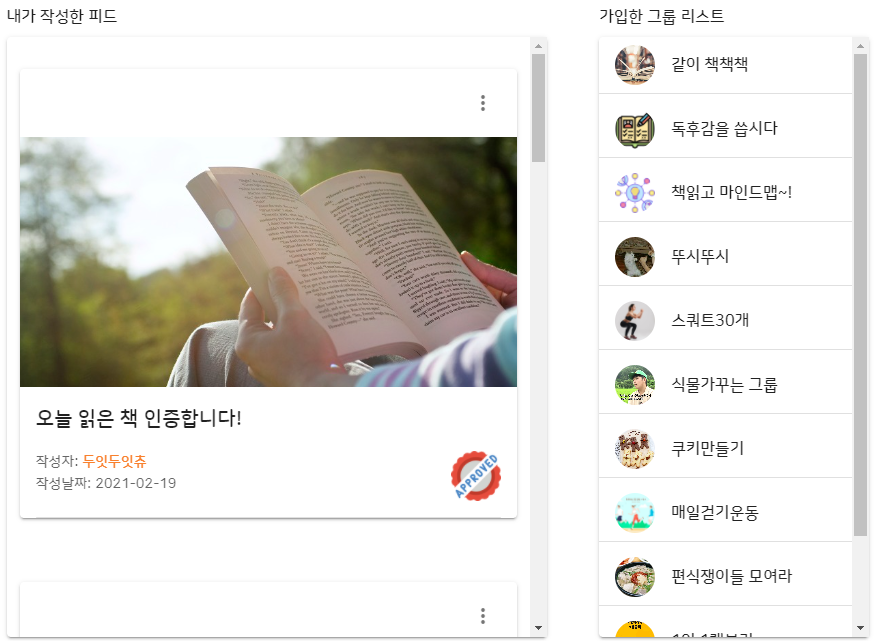 내가 작성한 피드
오늘 읽은 책 인증합니다!
작성자: 두잇두잇츄
작성날짜: 2021-02-19
APPROVED
가입한 그룹 리스트
같이 책책책
독후감을 씁시다
책읽고 마인드맵~!
뚜시뚜시
스쿼트30개
식물가꾸는 그룹
쿠키만들기
매일걷기운동
편식쟁이들 모여라